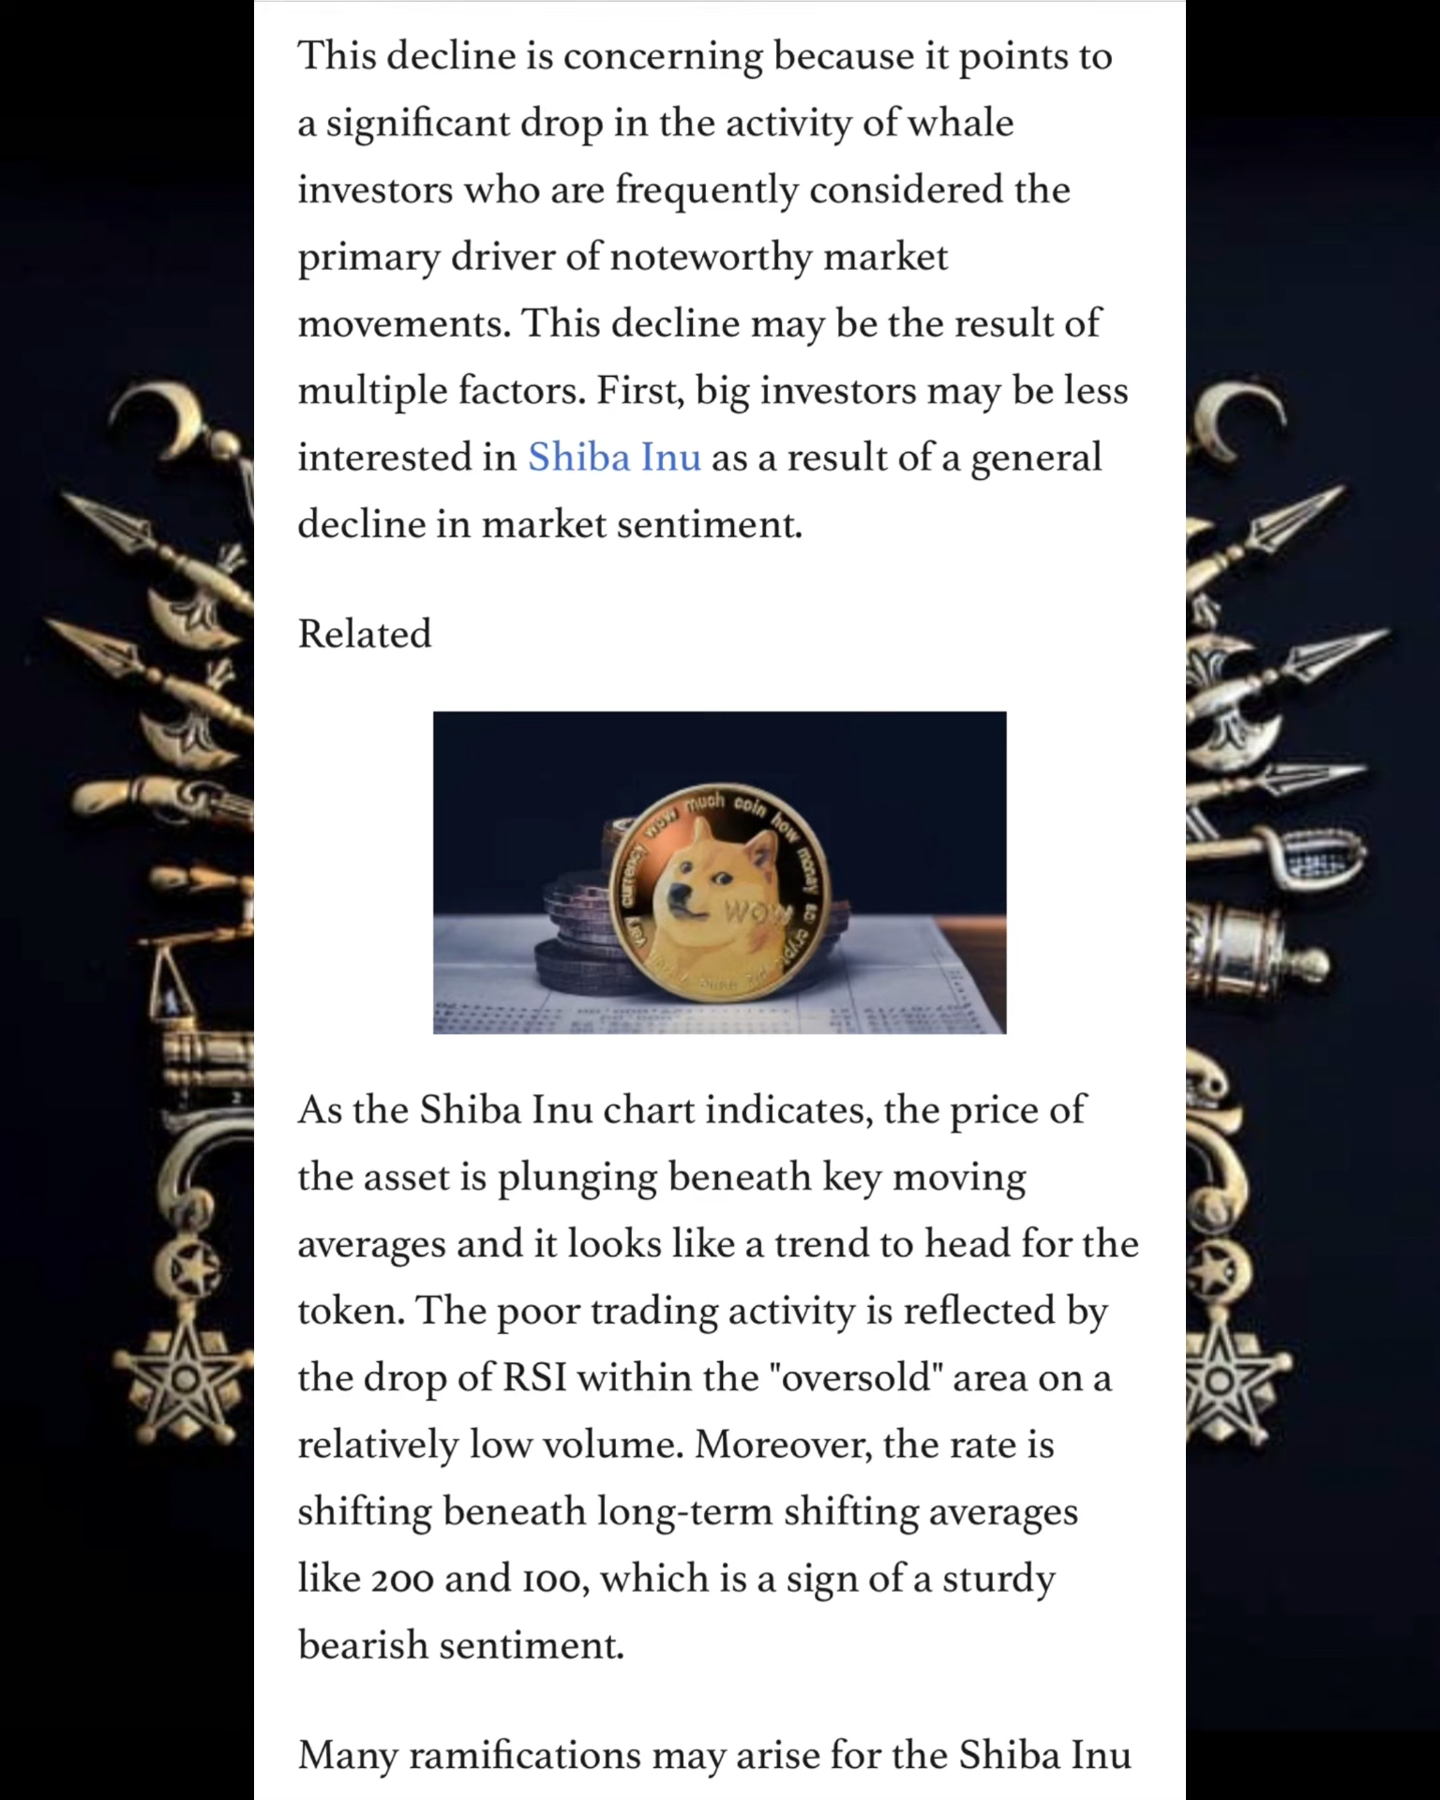 This decline is concerning because it points to
a significant drop in the activity of whale
investors who are frequently considered the
primary driver of noteworthy market
movements. This decline may be the result of
multiple factors. First, big investors may be less
interested in Shiba Inu as a result of a general
decline in market sentiment.
Related
very currency wow much coin how money so crypto
wow
As the Shiba Inu chart indicates, the price of
the asset is plunging beneath key moving
averages and it looks like a trend to head for the
token. The poor trading activity is reflected by
the drop of RSI within the "oversold" area on a
relatively low volume. Moreover, the rate is
shifting beneath long-term shifting averages
like 200 and 100, which is a sign of a sturdy
bearish sentiment.
Many ramifications may arise for the Shiba Inu